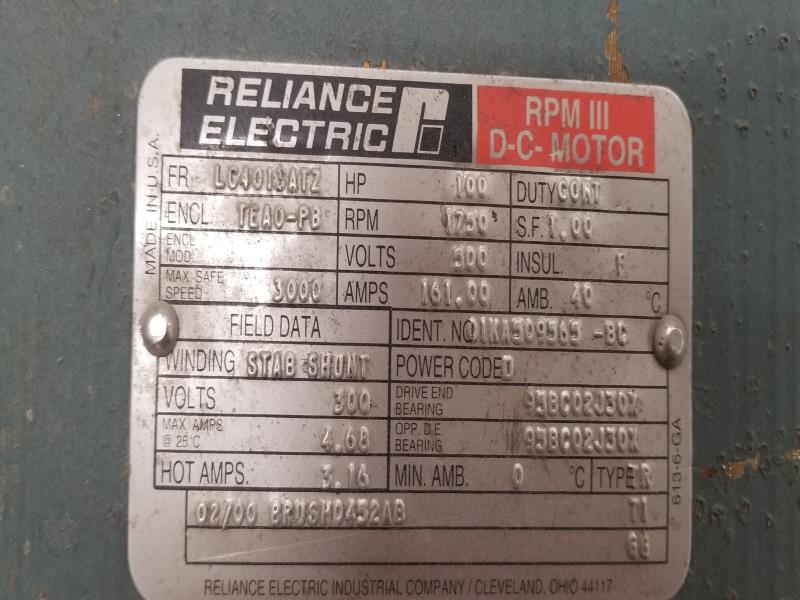 RELIANCE
ELECTRIC
RPM III
D-C- MOTOR
MADE IN U.S.A.
FR LC4013ATZ HP 100 DUTY CONT
ENCL TEAO-PB RPM 1750 S.F. 1.00
ENCL MOD. VOLTS 500 INSUL. F
MAX. SAFE SPEED 3000 AMPS 161.00 AMB. 40 °C
FIELD DATA IDENT. NO. 01KA509565 -BC
WINDING STAB SHUNT POWER CODE D
VOLTS 300 DRIVE END BEARING 95BC02J30X
MAX. AMPS @ 25°C 4.68 OPP. D.E. BEARING 95BC02J30X
HOT AMPS. 3.16 MIN. AMB. 0 °C TYPE TR
02/00 BRUSH0452AB T1
GG
613-6-GA
RELIANCE ELECTRIC INDUSTRIAL COMPANY / CLEVELAND, OHIO 44117